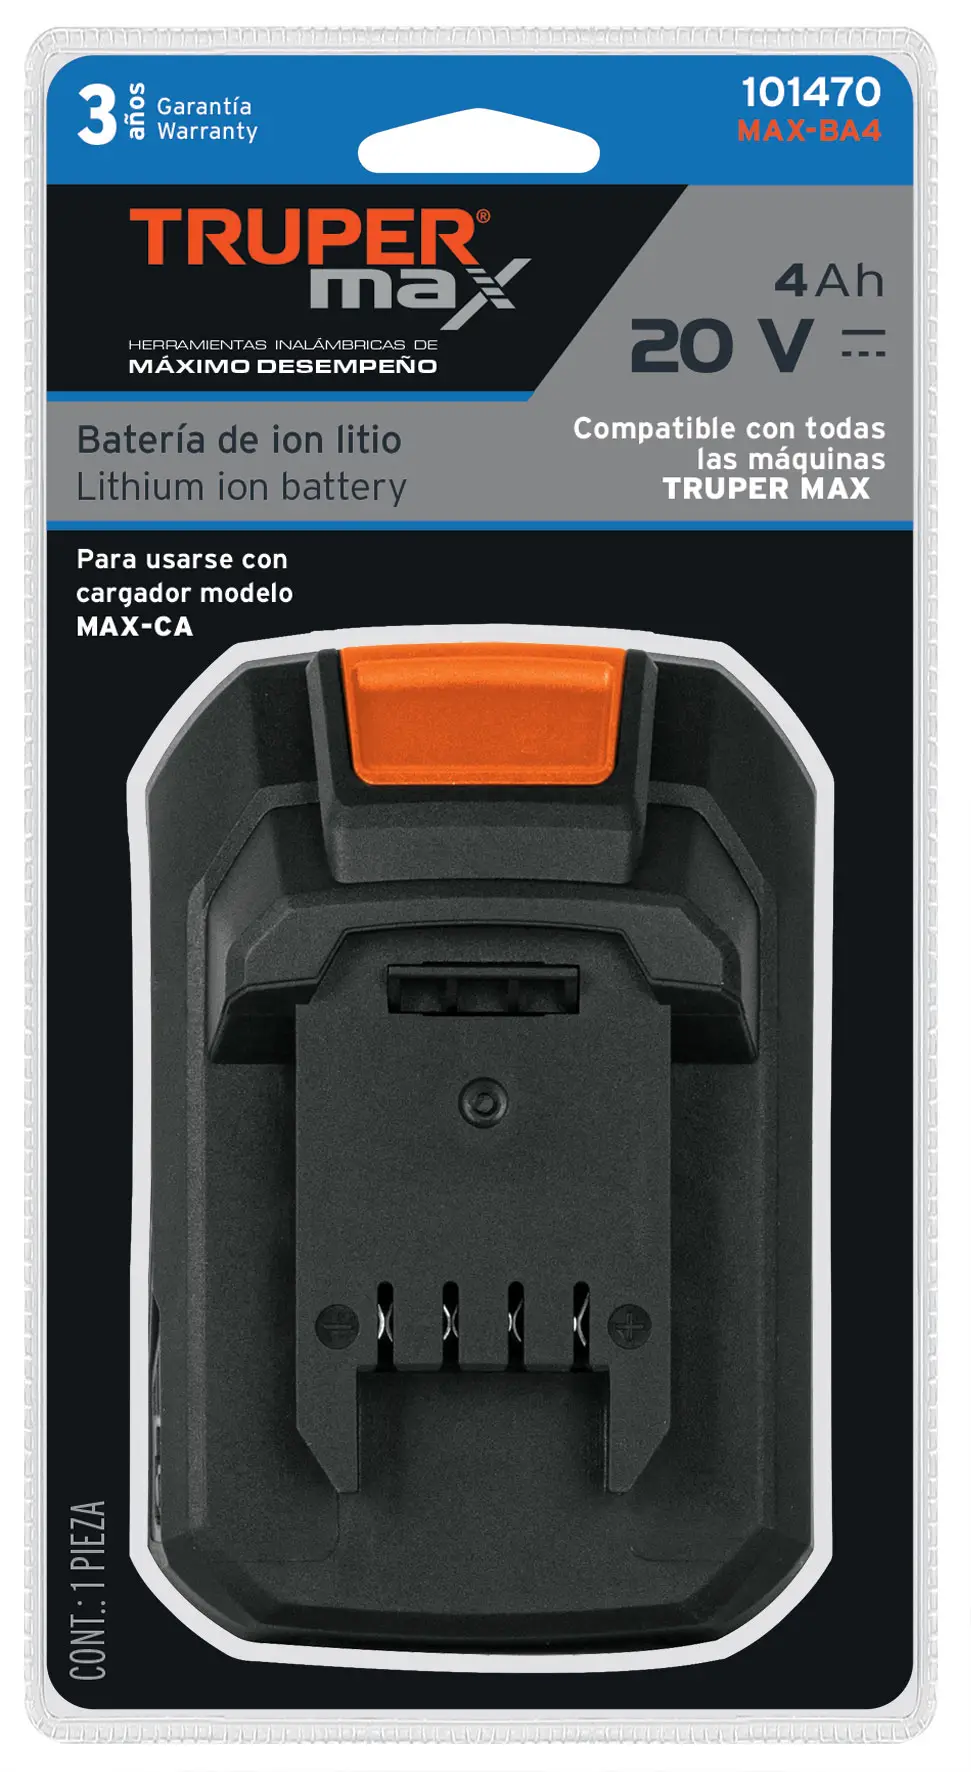 3 años Garantía
Warranty
101470
MAX-BA4
TRUPER®
max
HERRAMIENTAS INALÁMBRICAS DE
MÁXIMO DESEMPEÑO
4Ah
20 V
Batería de ion litio
Lithium ion battery
Compatible con todas
las máquinas
TRUPER MAX
Para usarse con
cargador modelo
MAX-CA
- +
CONT.: 1 PIEZA